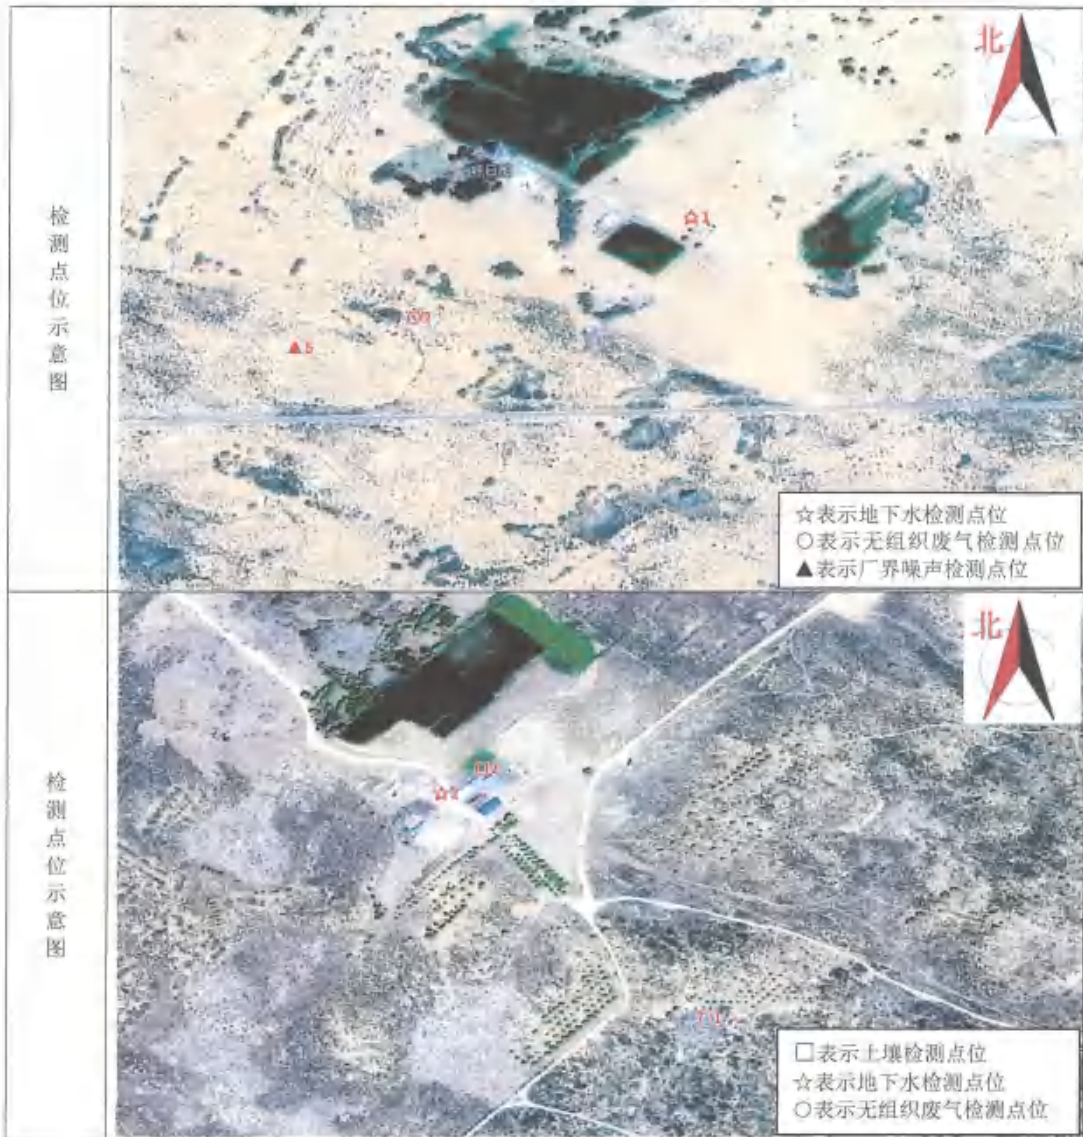 检测点位示意图
北
☆1
▲5
☆表示地下水检测点位
○表示无组织废气检测点位
▲表示厂界噪声检测点位
检测点位示意图
北
□表示土壤检测点位
☆表示地下水检测点位
○表示无组织废气检测点位